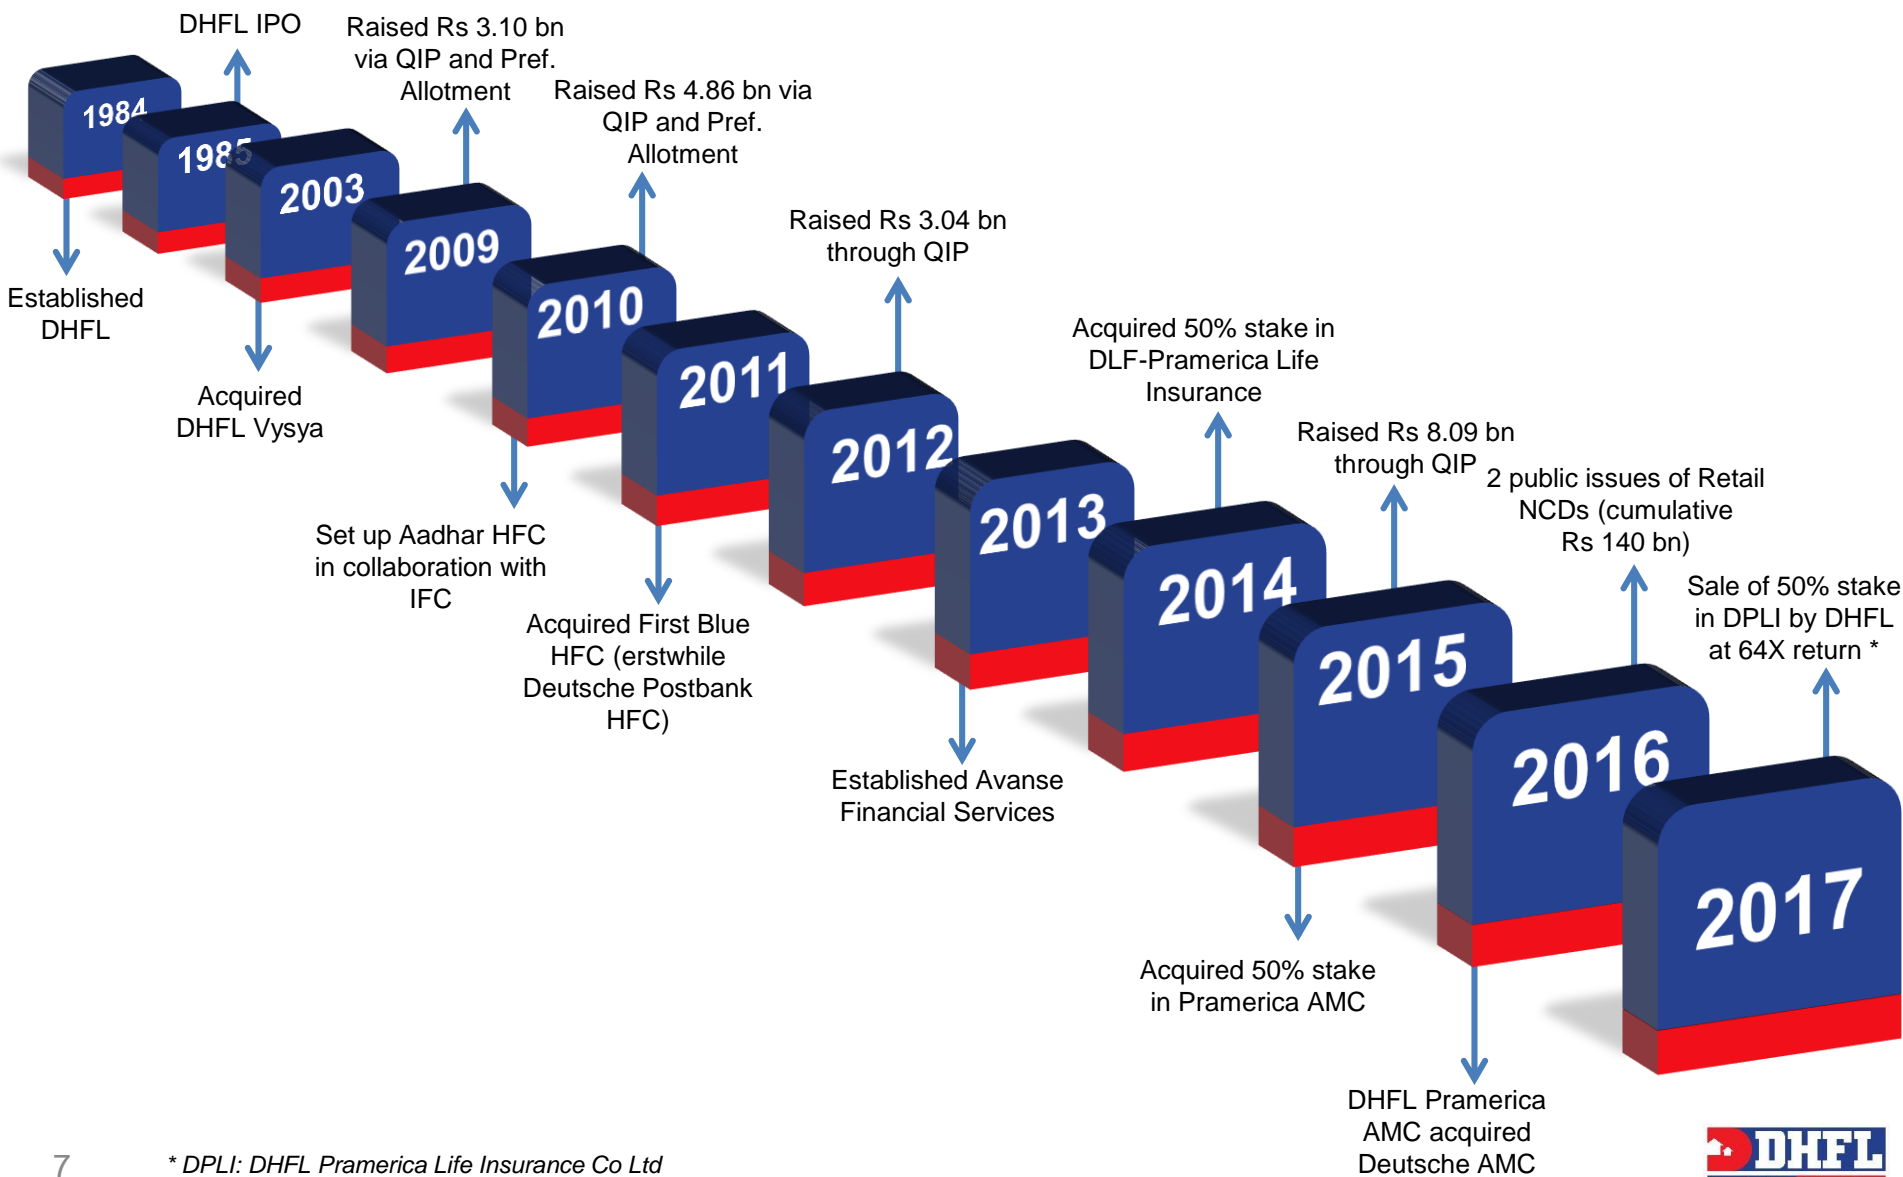 DHFL IPO
Raised Rs 3.10 bn
via QIP and Pref.
Allotment
Raised Rs 4.86 bn via
QIP and Pref.
Allotment
1984
1985
2003
2009
2010
2011
2012
2013
2014
2015
2016
2017
Established
DHFL
Acquired
DHFL Vysya
Raised Rs 3.04 bn
through QIP
Set up Aadhar HFC
in collaboration with
IFC
Acquired First Blue
HFC (erstwhile
Deutsche Postbank
HFC)
Acquired 50% stake in
DLF-Pramerica Life
Insurance
Established Avanse
Financial Services
Raised Rs 8.09 bn
through QIP
2 public issues of Retail
NCDs (cumulative
Rs 140 bn)
Sale of 50% stake
in DPLI by DHFL
at 64X return *
Acquired 50% stake
in Pramerica AMC
DHFL Pramerica
AMC acquired
Deutsche AMC
7
* DPLI: DHFL Pramerica Life Insurance Co Ltd
DHFL